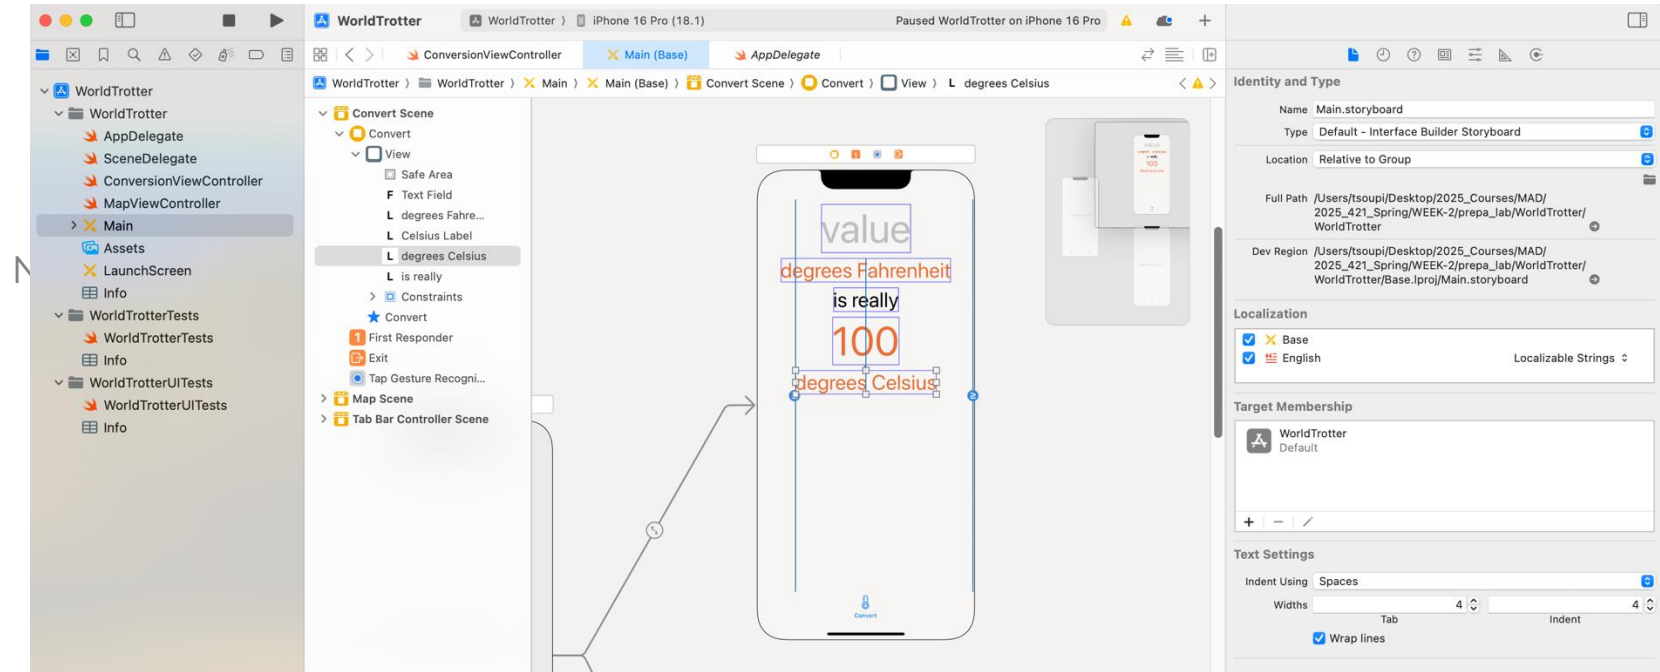 WorldTrotter
WorldTrotter 〉 iPhone 16 Pro (18.1)
Paused WorldTrotter on iPhone 16 Pro
ConversionViewController
Main (Base)
AppDelegate
WorldTrotter 〉 WorldTrotter 〉 Main 〉 Main (Base) 〉 Convert Scene 〉 Convert 〉 View 〉 L degrees Celsius
WorldTrotter
WorldTrotter
AppDelegate
SceneDelegate
ConversionViewController
MapViewController
Main
Assets
LaunchScreen
Info
WorldTrotterTests
WorldTrotterTests
Info
WorldTrotterUITests
WorldTrotterUITests
Info
N
Convert Scene
Convert
View
Safe Area
F Text Field
L degrees Fahre...
L Celsius Label
L degrees Celsius
L is really
Constraints
Convert
1 First Responder
Exit
Tap Gesture Recogni...
Map Scene
Tab Bar Controller Scene
value
degrees Fahrenheit
is really
100
degrees Celsius
Convert
value
is really
100
Identity and Type
Name Main.storyboard
Type Default - Interface Builder Storyboard
Location Relative to Group
Full Path /Users/tsoupi/Desktop/2025_Courses/MAD/
2025_421_Spring/WEEK-2/prepa_lab/WorldTrotter/
WorldTrotter
Dev Region /Users/tsoupi/Desktop/2025_Courses/MAD/
2025_421_Spring/WEEK-2/prepa_lab/WorldTrotter/
WorldTrotter/Base.lproj/Main.storyboard
Localization
Base
English Localizable Strings
Target Membership
WorldTrotter
Default
Text Settings
Indent Using Spaces
Widths 4 4
Tab Indent
Wrap lines